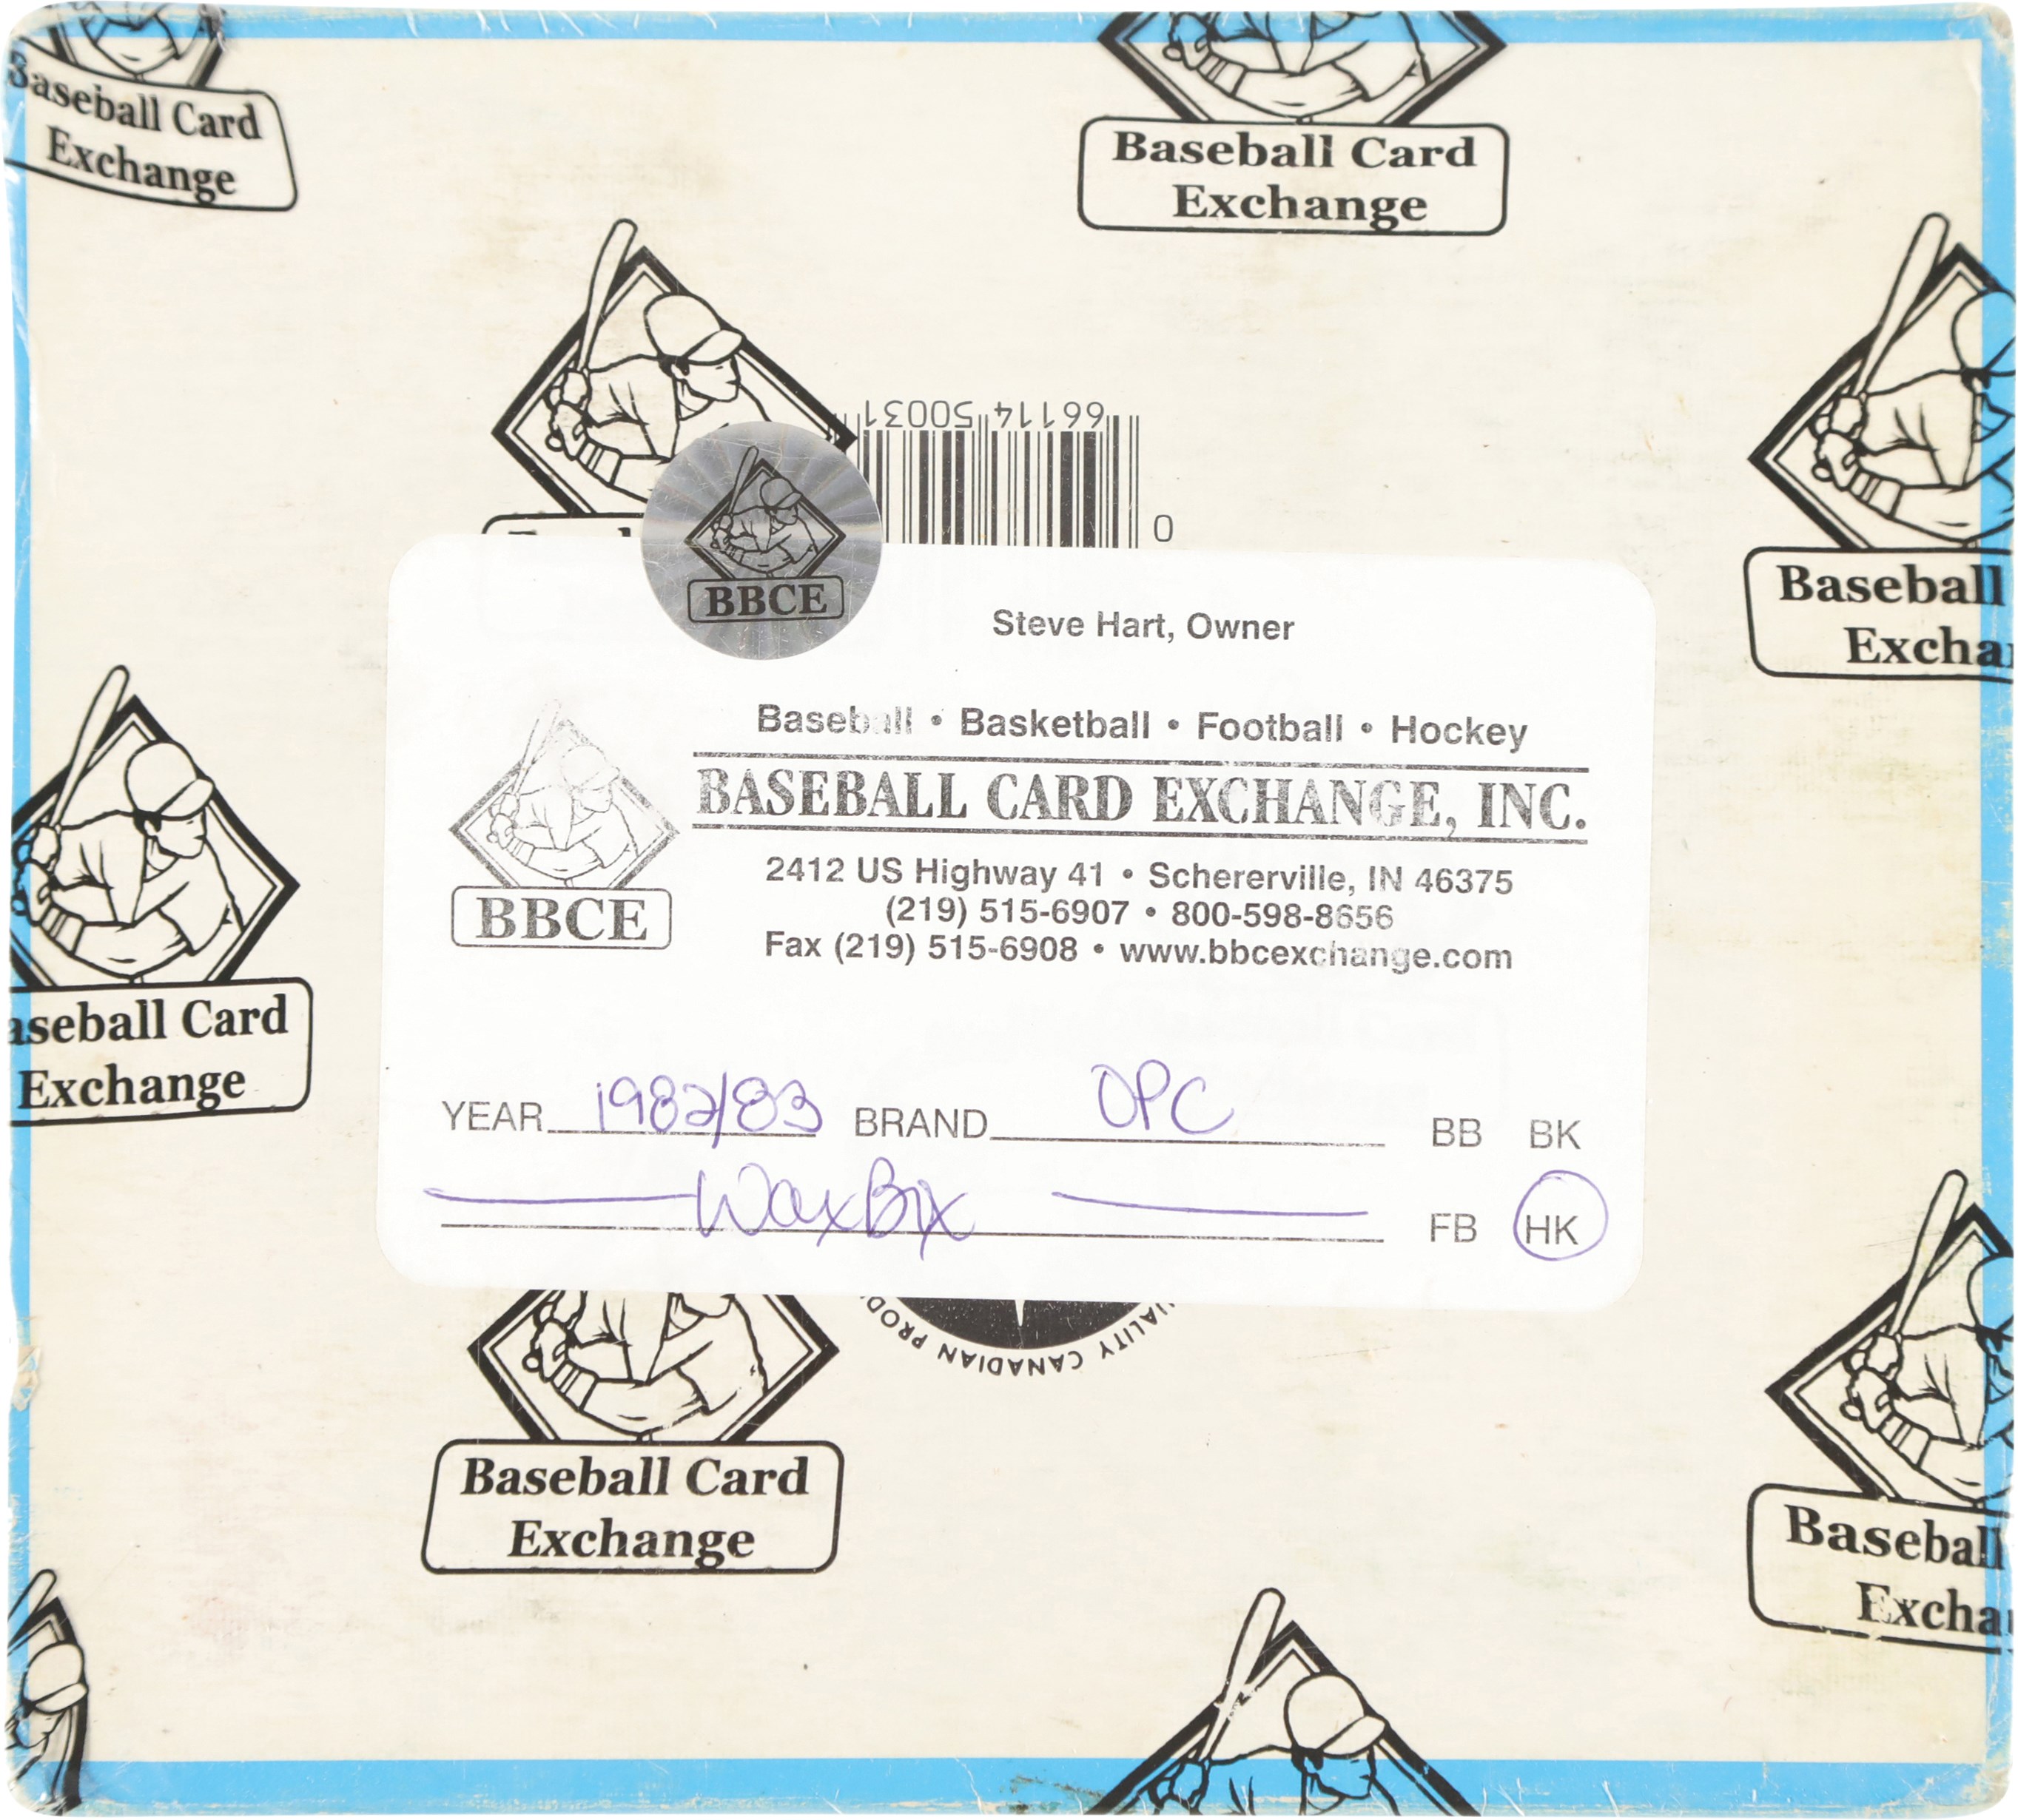 Baseball Card
Exchange
Baseball Card
Exchange
66114 50031
0
BBCE
Steve Hart, Owner
Baseball • Basketball • Football • Hockey
BASEBALL CARD EXCHANGE, INC.
BBCE
2412 US Highway 41 • Schererville, IN 46375
(219) 515-6907 • 800-598-8656
Fax (219) 515-6908 • www.bbcexchange.com
Baseball
Excha
aseball Card
Exchange
YEAR 1982/83 BRAND OPC BB BK
Wax Box FB HK
UALITY CANADIAN PROD
Baseball Card
Exchange
Baseball
Excha